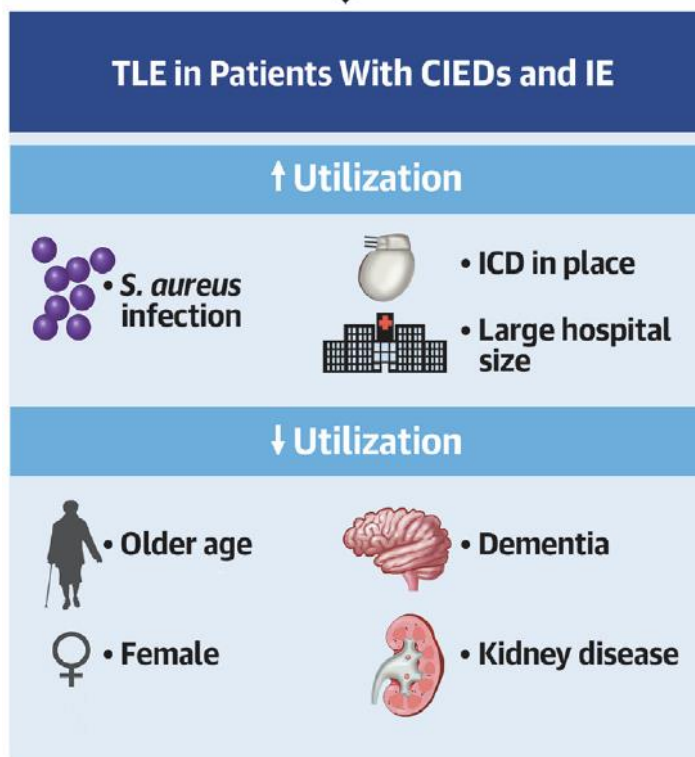 TLE in Patients With CIEDs and IE
↑ Utilization
• S. aureus
infection
• ICD in place
• Large hospital
size
↓ Utilization
• Older age
• Dementia
• Female
• Kidney disease